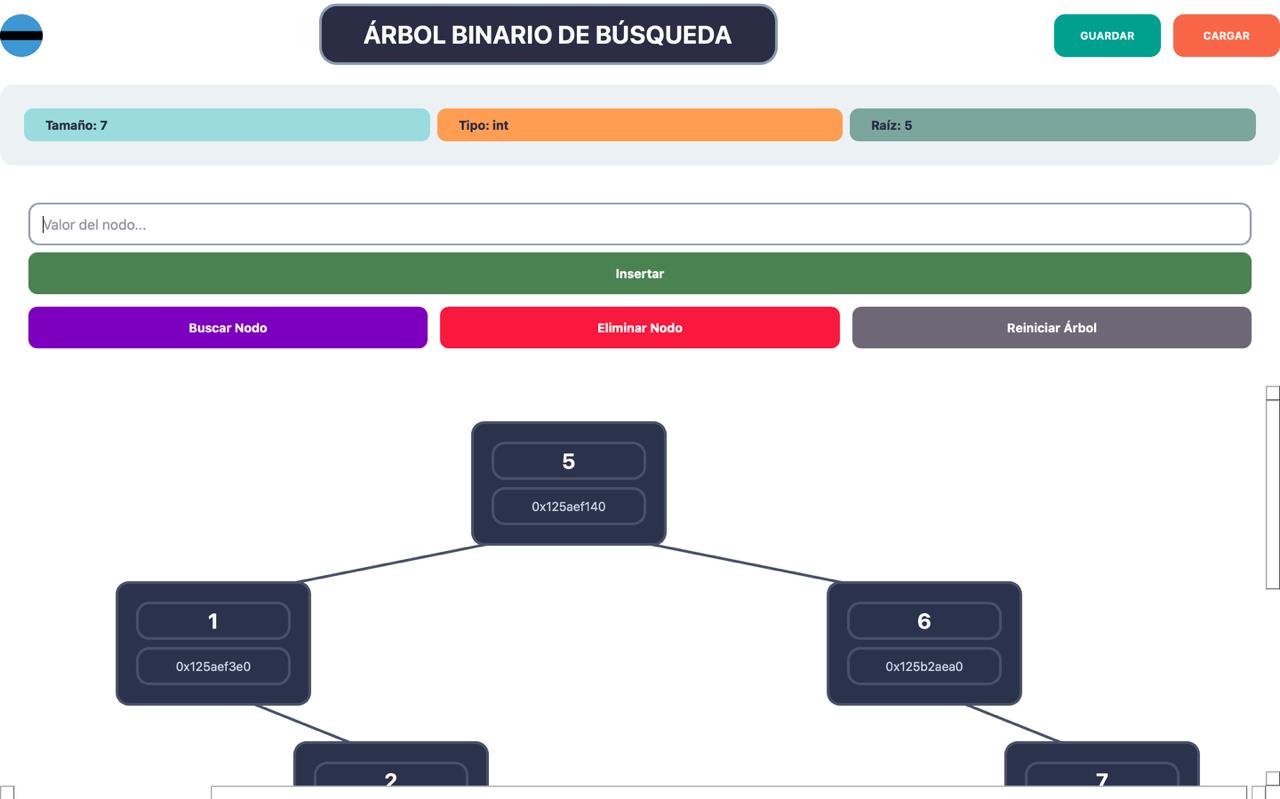 ÁRBOL BINARIO DE BÚSQUEDA
GUARDAR
CARGAR
Tamaño: 7
Tipo: int
Raíz: 5
Valor del nodo...
Insertar
Buscar Nodo
Eliminar Nodo
Reiniciar Árbol
5
0x125aef140
1
0x125aef3e0
6
0x125b2aea0
2
7